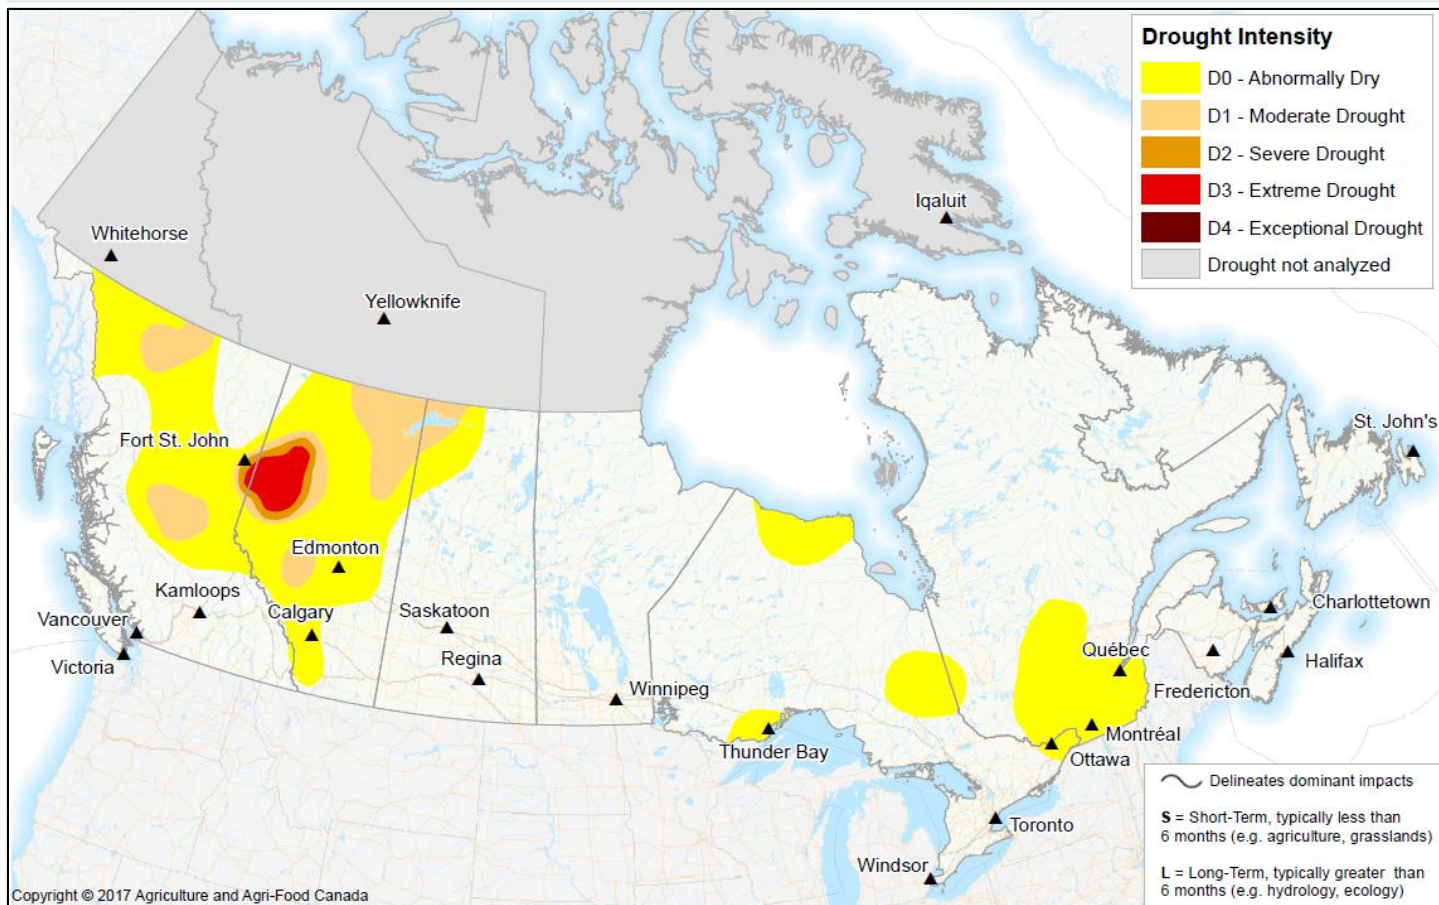 Drought Intensity
D0 - Abnormally Dry
D1 - Moderate Drought
D2 - Severe Drought
D3 - Extreme Drought
D4 - Exceptional Drought
Drought not analyzed
Iqaluit
Whitehorse
Yellowknife
St. John's
Fort St. John
Edmonton
Kamloops
Calgary
Saskatoon
Charlottetown
Vancouver
Québec
Victoria
Regina
Halifax
Winnipeg
Fredericton
Montréal
Thunder Bay
Ottawa
Toronto
Windsor
Delineates dominant impacts
S = Short-Term, typically less than
6 months (e.g. agriculture, grasslands)
L = Long-Term, typically greater than
6 months (e.g. hydrology, ecology)
Copyright © 2017 Agriculture and Agri-Food Canada